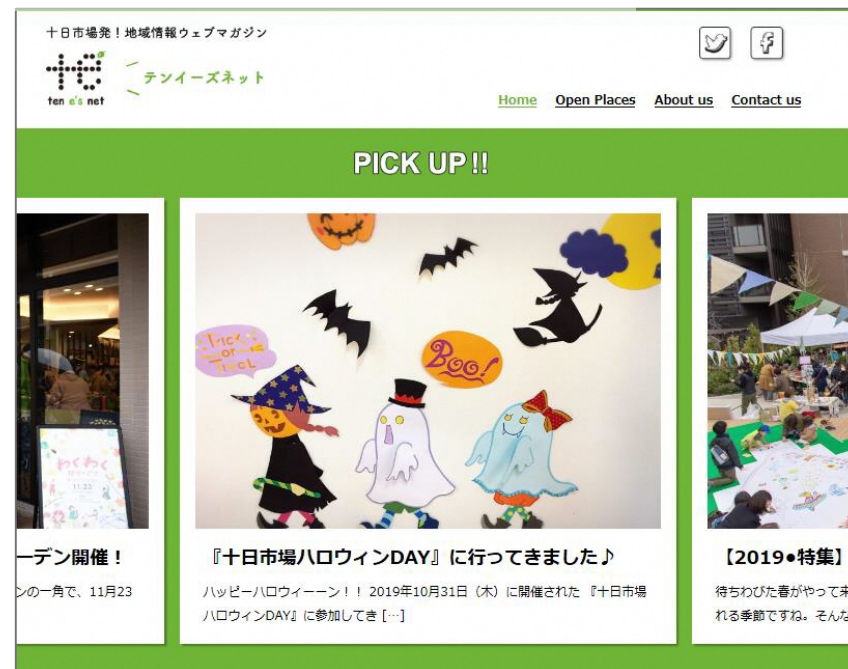 十日市場発！地域情報ウェブマガジン
ten e's net
テンイーズネット
Home Open Places About us Contact us
PICK UP!!
Trick
or
Boo!
わくわく
11.23
ーデン開催！
ンの一角で、11月23
『十日市場ハロウィンDAY』に行ってきました♪
ハッピーハロウィーーン！！ 2019年10月31日（木）に開催された 『十日市場
ハロウィンDAY』に参加してき […]
【2019●特集】
待ちわびた春がやって来
れる季節ですね。そんな